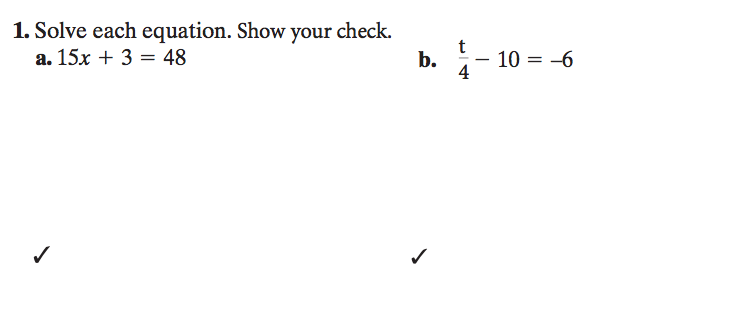 1. Solve each equation. Show your check.
a. 15x + 3 = 48
b. t/4 − 10 = –6
✓ ✓